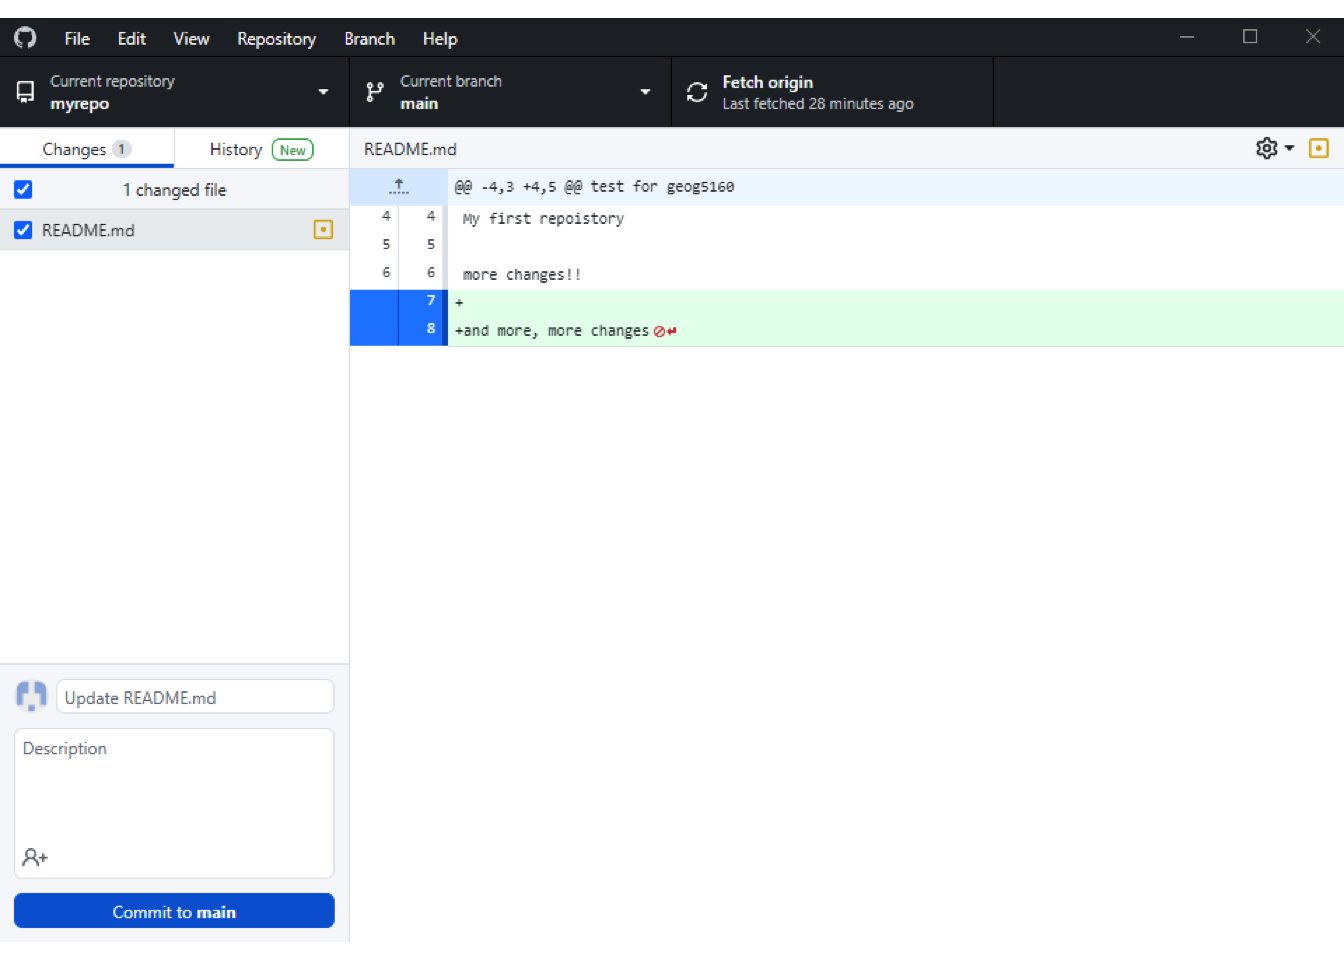 File Edit View Repository Branch Help
Current repository
myrepo
Current branch
main
Fetch origin
Last fetched 28 minutes ago
Changes 1
History New
README.md
1 changed file
README.md
@@ -4,3 +4,5 @@ test for geog5160
4 4 My first repoistory
5 5
6 6 more changes!!
7 +
8 +and more, more changes
Update README.md
Description
Commit to main